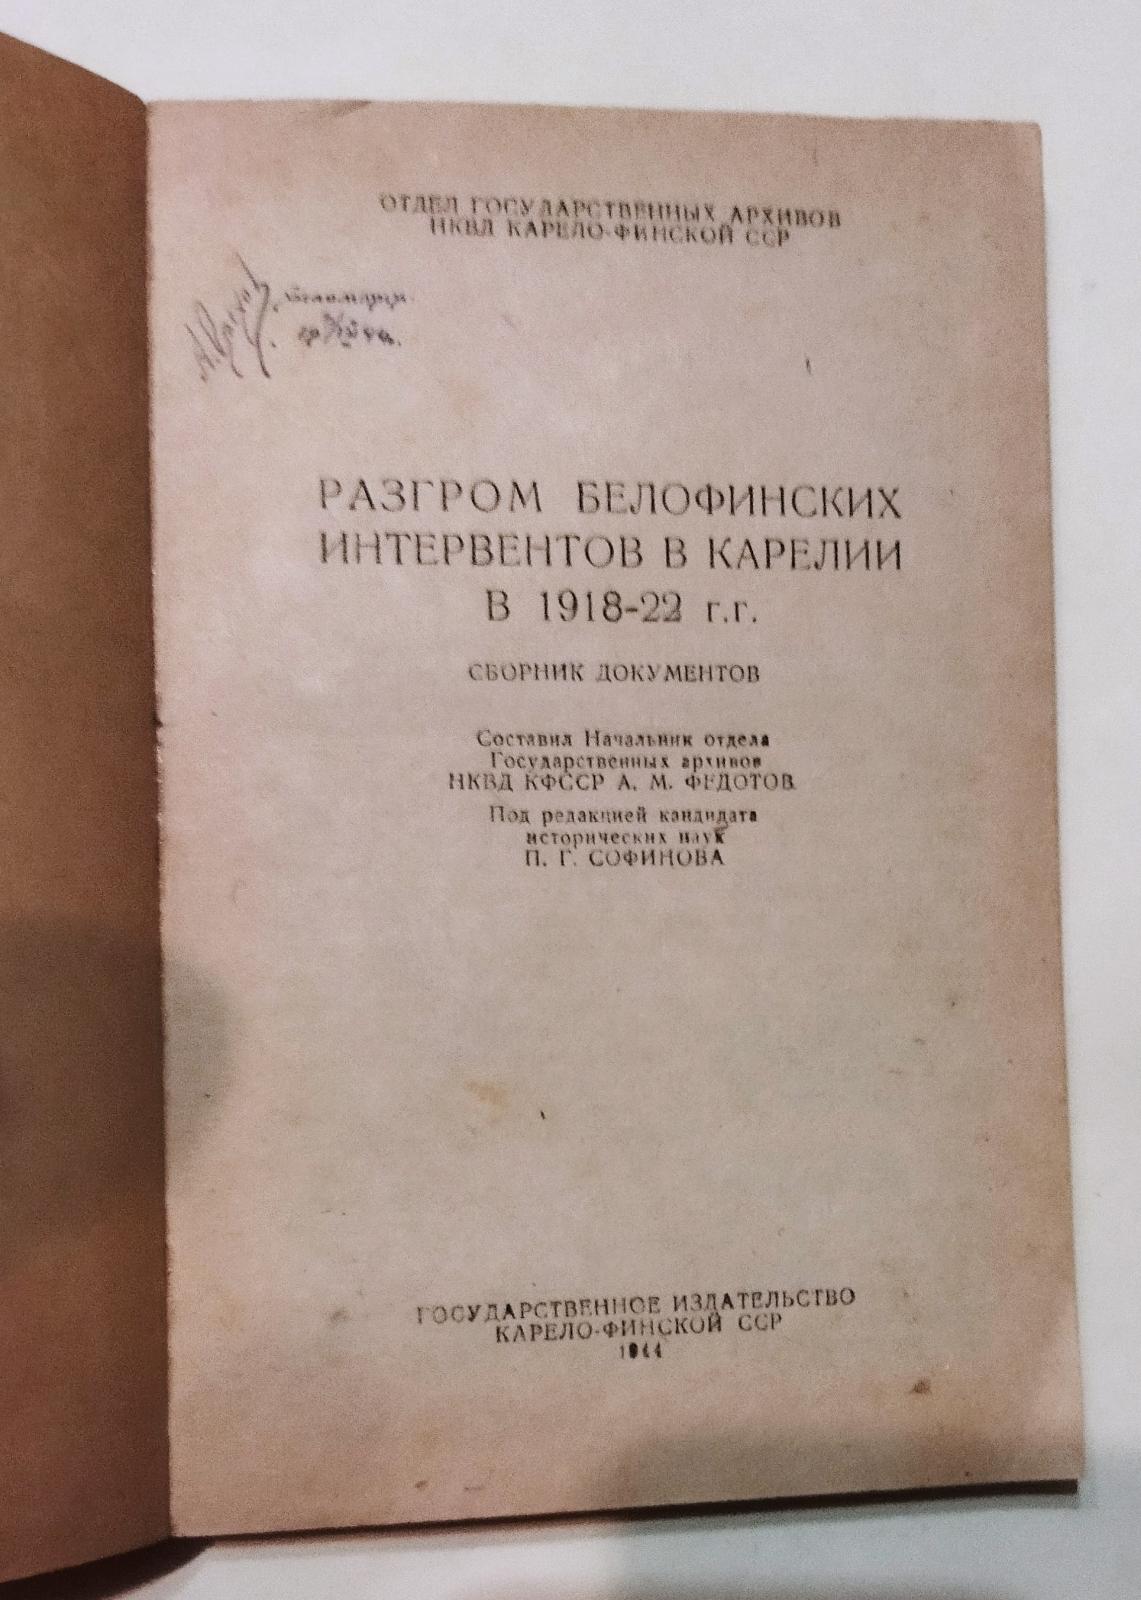 ОТДЕЛ ГОСУДАРСТВЕННЫХ АРХИВОВ
НКВД КАРЕЛО-ФИНСКОЙ ССР
РАЗГРОМ БЕЛОФИНСКИХ
ИНТЕРВЕНТОВ В КАРЕЛИИ
В 1918-22 г.г.
СБОРНИК ДОКУМЕНТОВ
Составил Начальник отдела
Государственных архивов
НКВД КФССР А. М. ФЕДОТОВ
Под редакцией кандидата
исторических наук
П. Г. СОФИНОВА
ГОСУДАРСТВЕННОЕ ИЗДАТЕЛЬСТВО
КАРЕЛО-ФИНСКОЙ ССР
1944